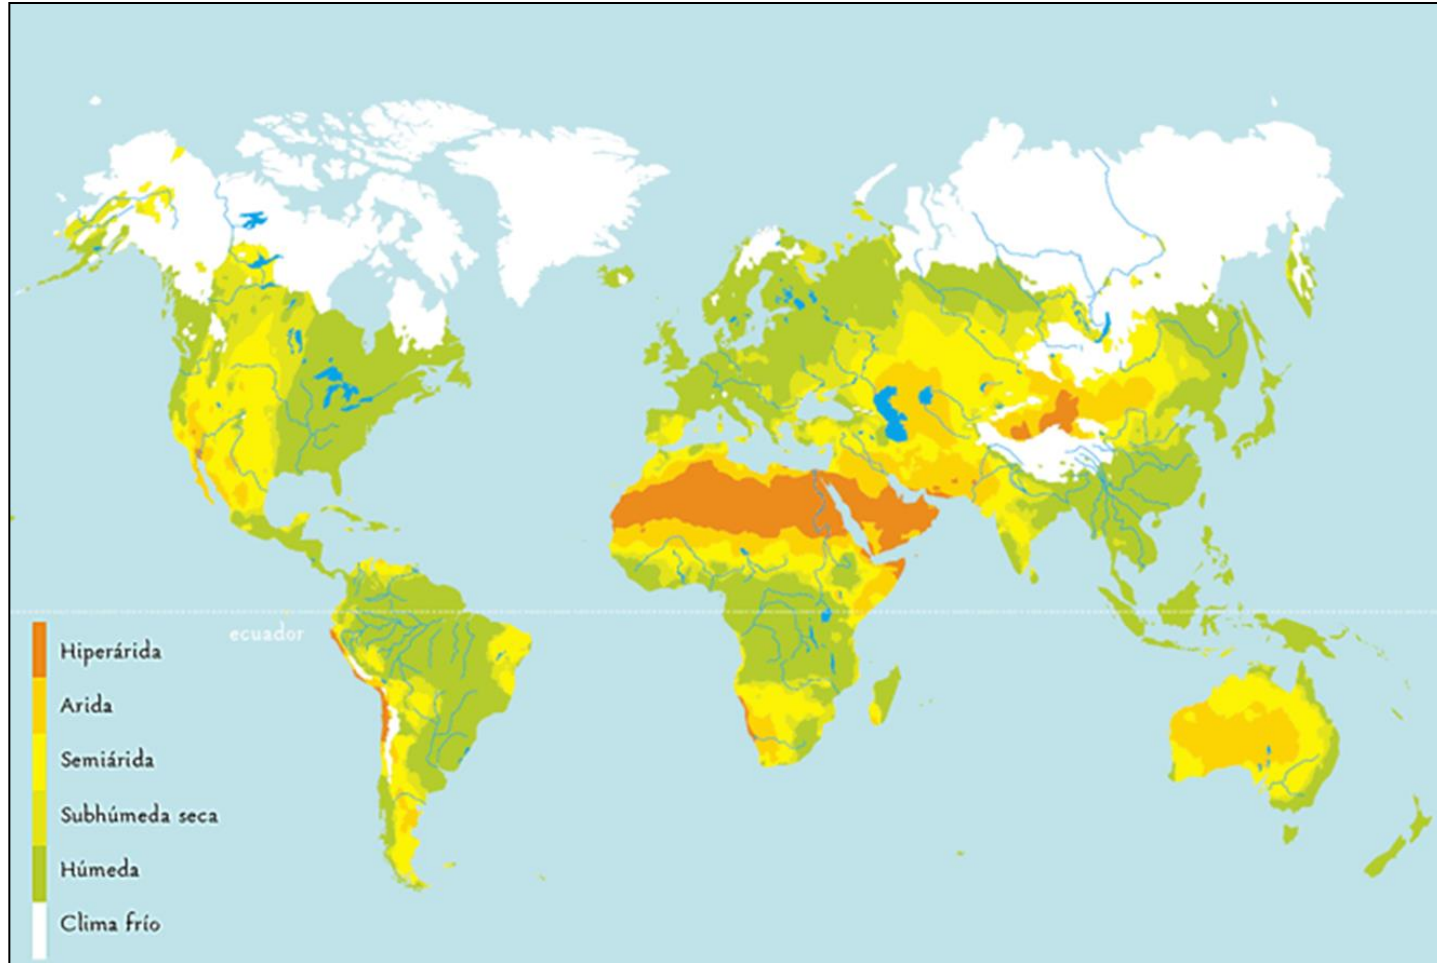 ecuador
Hiperárida
Arida
Semiárida
Subhúmeda seca
Húmeda
Clima frío